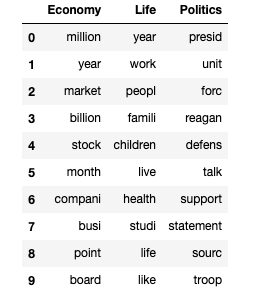 Economy Life Politics
0 million year presid
1 year work unit
2 market peopl forc
3 billion famili reagan
4 stock children defens
5 month live talk
6 compani health support
7 busi studi statement
8 point life sourc
9 board like troop